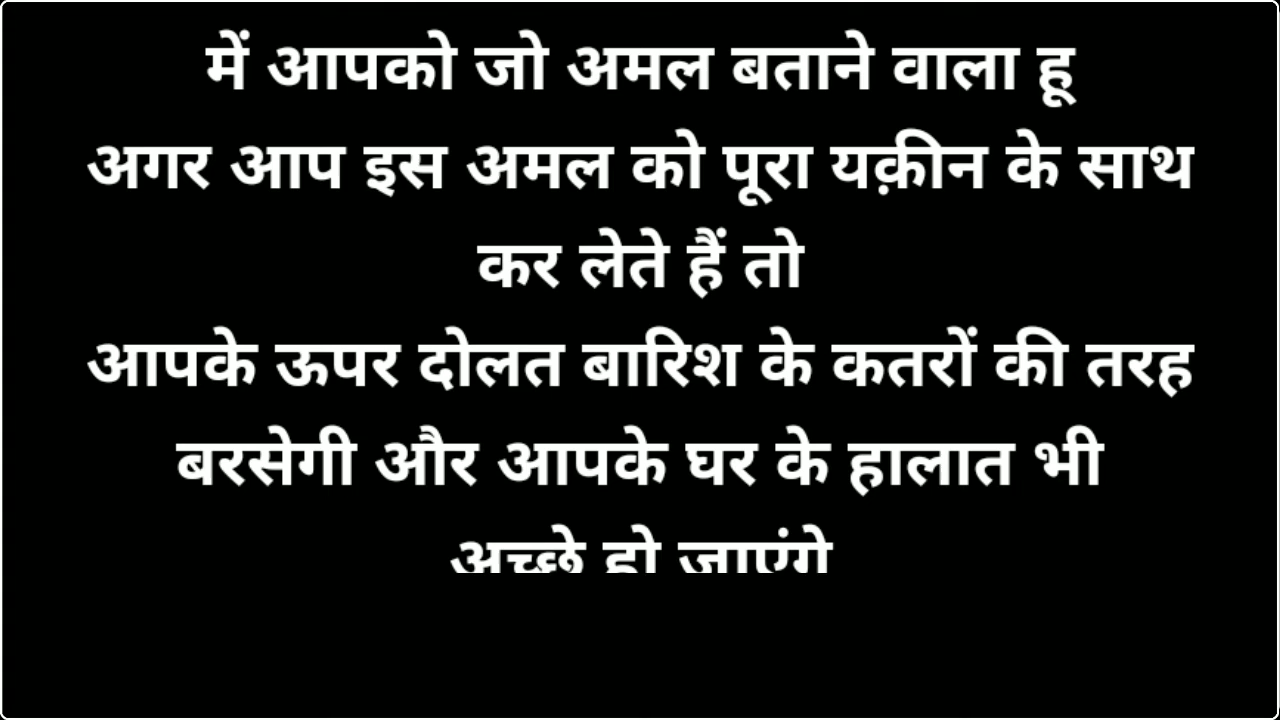 में आपको जो अमल बताने वाला हू
अगर आप इस अमल को पूरा यक़ीन के साथ
कर लेते हैं तो
आपके ऊपर दोलत बारिश के कतरों की तरह
बरसेगी और आपके घर के हालात भी
अच्छे हो जाएंगे